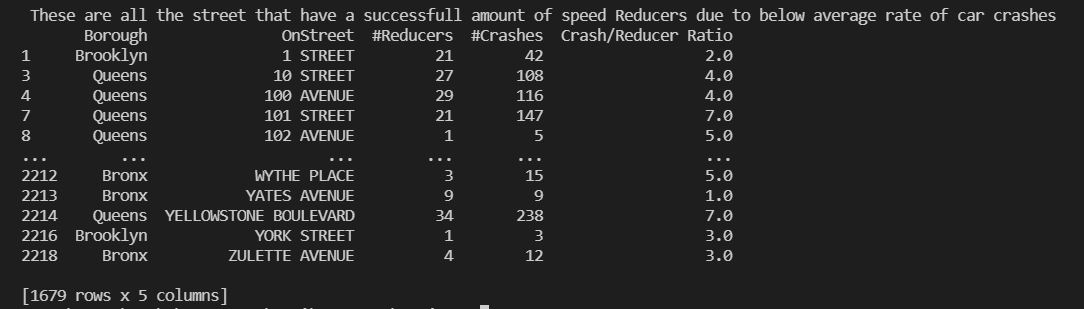 These are all the street that have a successfull amount of speed Reducers due to below average rate of car crashes
Borough OnStreet #Reducers #Crashes Crash/Reducer Ratio
1 Brooklyn 1 STREET 21 42 2.0
3 Queens 10 STREET 27 108 4.0
4 Queens 100 AVENUE 29 116 4.0
7 Queens 101 STREET 21 147 7.0
8 Queens 102 AVENUE 1 5 5.0
... ... ... ... ... ...
2212 Bronx WYTHE PLACE 3 15 5.0
2213 Bronx YATES AVENUE 9 9 1.0
2214 Queens YELLOWSTONE BOULEVARD 34 238 7.0
2216 Brooklyn YORK STREET 1 3 3.0
2218 Bronx ZULETTE AVENUE 4 12 3.0
[1679 rows x 5 columns]